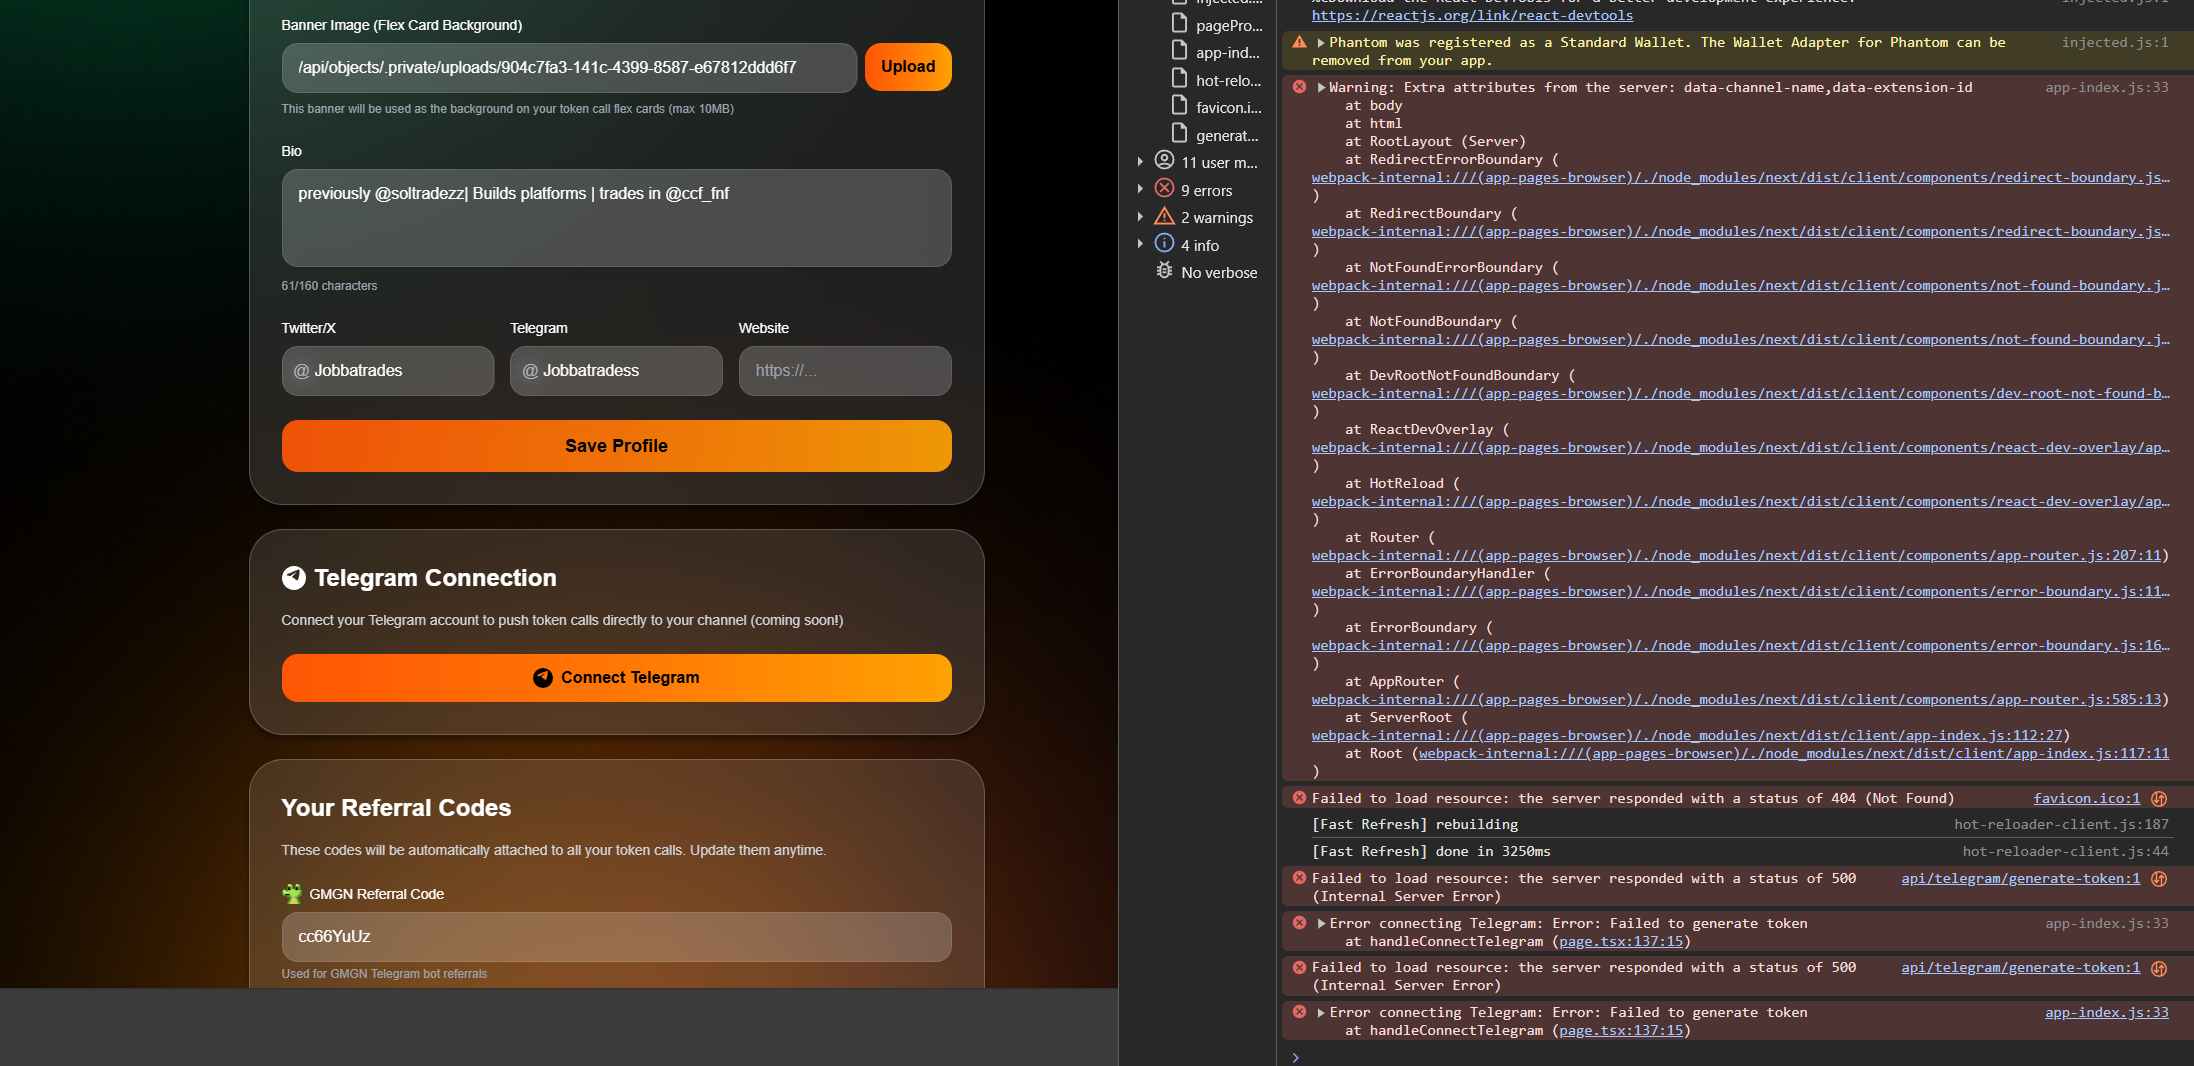 Banner Image (Flex Card Background)
/api/objects/.private/uploads/904c7fa3-141c-4399-8587-e67812ddd6f7
Upload
This banner will be used as the background on your token call flex cards (max 10MB)
Bio
previously @soltradezz| Builds platforms | trades in @ccf_fnf
61/160 characters
Twitter/X
Telegram
Website
@ Jobbatrades
@ Jobbatradess
https://...
Save Profile
Telegram Connection
Connect your Telegram account to push token calls directly to your channel (coming soon!)
Connect Telegram
Your Referral Codes
These codes will be automatically attached to all your token calls. Update them anytime.
GMGN Referral Code
cc66YuUz
Used for GMGN Telegram bot referrals
pagePro...
app-ind...
hot-relo...
favicon.i...
generat...
11 user m...
9 errors
2 warnings
4 info
No verbose
https://reactjs.org/link/react-devtools
Phantom was registered as a Standard Wallet. The Wallet Adapter for Phantom can be injected.js:1
removed from your app.
Warning: Extra attributes from the server: data-channel-name,data-extension-id app-index.js:33
at body
at html
at RootLayout (Server)
at RedirectErrorBoundary (
webpack-internal:///(app-pages-browser)/./node_modules/next/dist/client/components/redirect-boundary.js…
)
at RedirectBoundary (
webpack-internal:///(app-pages-browser)/./node_modules/next/dist/client/components/redirect-boundary.js…
)
at NotFoundErrorBoundary (
webpack-internal:///(app-pages-browser)/./node_modules/next/dist/client/components/not-found-boundary.j…
)
at NotFoundBoundary (
webpack-internal:///(app-pages-browser)/./node_modules/next/dist/client/components/not-found-boundary.j…
)
at DevRootNotFoundBoundary (
webpack-internal:///(app-pages-browser)/./node_modules/next/dist/client/components/dev-root-not-found-b…
)
at ReactDevOverlay (
webpack-internal:///(app-pages-browser)/./node_modules/next/dist/client/components/react-dev-overlay/ap…
)
at HotReload (
webpack-internal:///(app-pages-browser)/./node_modules/next/dist/client/components/react-dev-overlay/ap…
)
at Router (
webpack-internal:///(app-pages-browser)/./node_modules/next/dist/client/components/app-router.js:207:11)
at ErrorBoundaryHandler (
webpack-internal:///(app-pages-browser)/./node_modules/next/dist/client/components/error-boundary.js:11…
)
at ErrorBoundary (
webpack-internal:///(app-pages-browser)/./node_modules/next/dist/client/components/error-boundary.js:16…
)
at AppRouter (
webpack-internal:///(app-pages-browser)/./node_modules/next/dist/client/components/app-router.js:585:13)
at ServerRoot (
webpack-internal:///(app-pages-browser)/./node_modules/next/dist/client/app-index.js:112:27)
at Root (webpack-internal:///(app-pages-browser)/./node_modules/next/dist/client/app-index.js:117:11
)
Failed to load resource: the server responded with a status of 404 (Not Found) favicon.ico:1
[Fast Refresh] rebuilding hot-reloader-client.js:187
[Fast Refresh] done in 3250ms hot-reloader-client.js:44
Failed to load resource: the server responded with a status of 500 api/telegram/generate-token:1
(Internal Server Error)
Error connecting Telegram: Error: Failed to generate token app-index.js:33
at handleConnectTelegram (page.tsx:137:15)
Failed to load resource: the server responded with a status of 500 api/telegram/generate-token:1
(Internal Server Error)
Error connecting Telegram: Error: Failed to generate token app-index.js:33
at handleConnectTelegram (page.tsx:137:15)